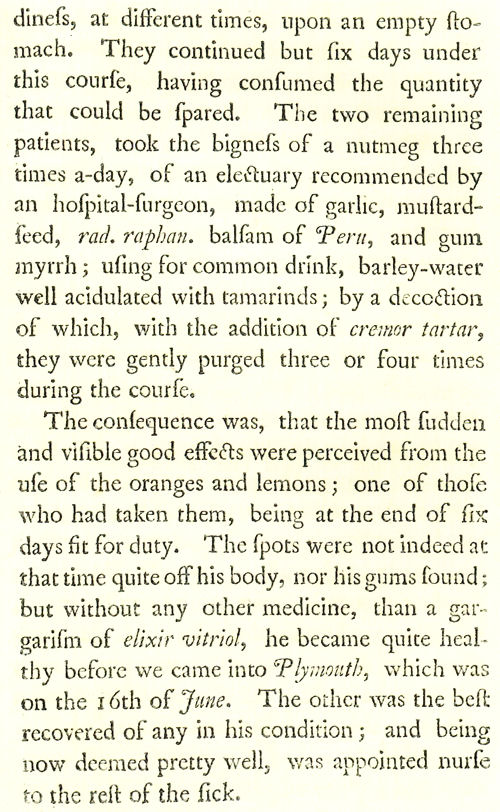 dineſs, at different times, upon an empty ſto-
mach. They continued but ſix days under
this courſe, having conſumed the quantity
that could be ſpared. The two remaining
patients, took the bigneſs of a nutmeg three
times a-day, of an electuary recommended by
an hoſpital-ſurgeon, made of garlic, muſtard-
ſeed, rad. raphan. balſam of Peru, and gum
myrrh; uſing for common drink, barley-water
well acidulated with tamarinds; by a decoction
of which, with the addition of cremor tartar,
they were gently purged three or four times
during the courſe.
The conſequence was, that the moſt ſudden
and viſible good effects were perceived from the
uſe of the oranges and lemons; one of thoſe
who had taken them, being at the end of ſix
days fit for duty. The ſpots were not indeed at
that time quite off his body, nor his gums ſound;
but without any other medicine, than a gar-
gariſm of elixir vitriol, he became quite heal-
thy before we came into Plymouth, which was
on the 16th of June. The other was the beſt
recovered of any in his condition; and being
now deemed pretty well, was appointed nurſe
to the reſt of the ſick.